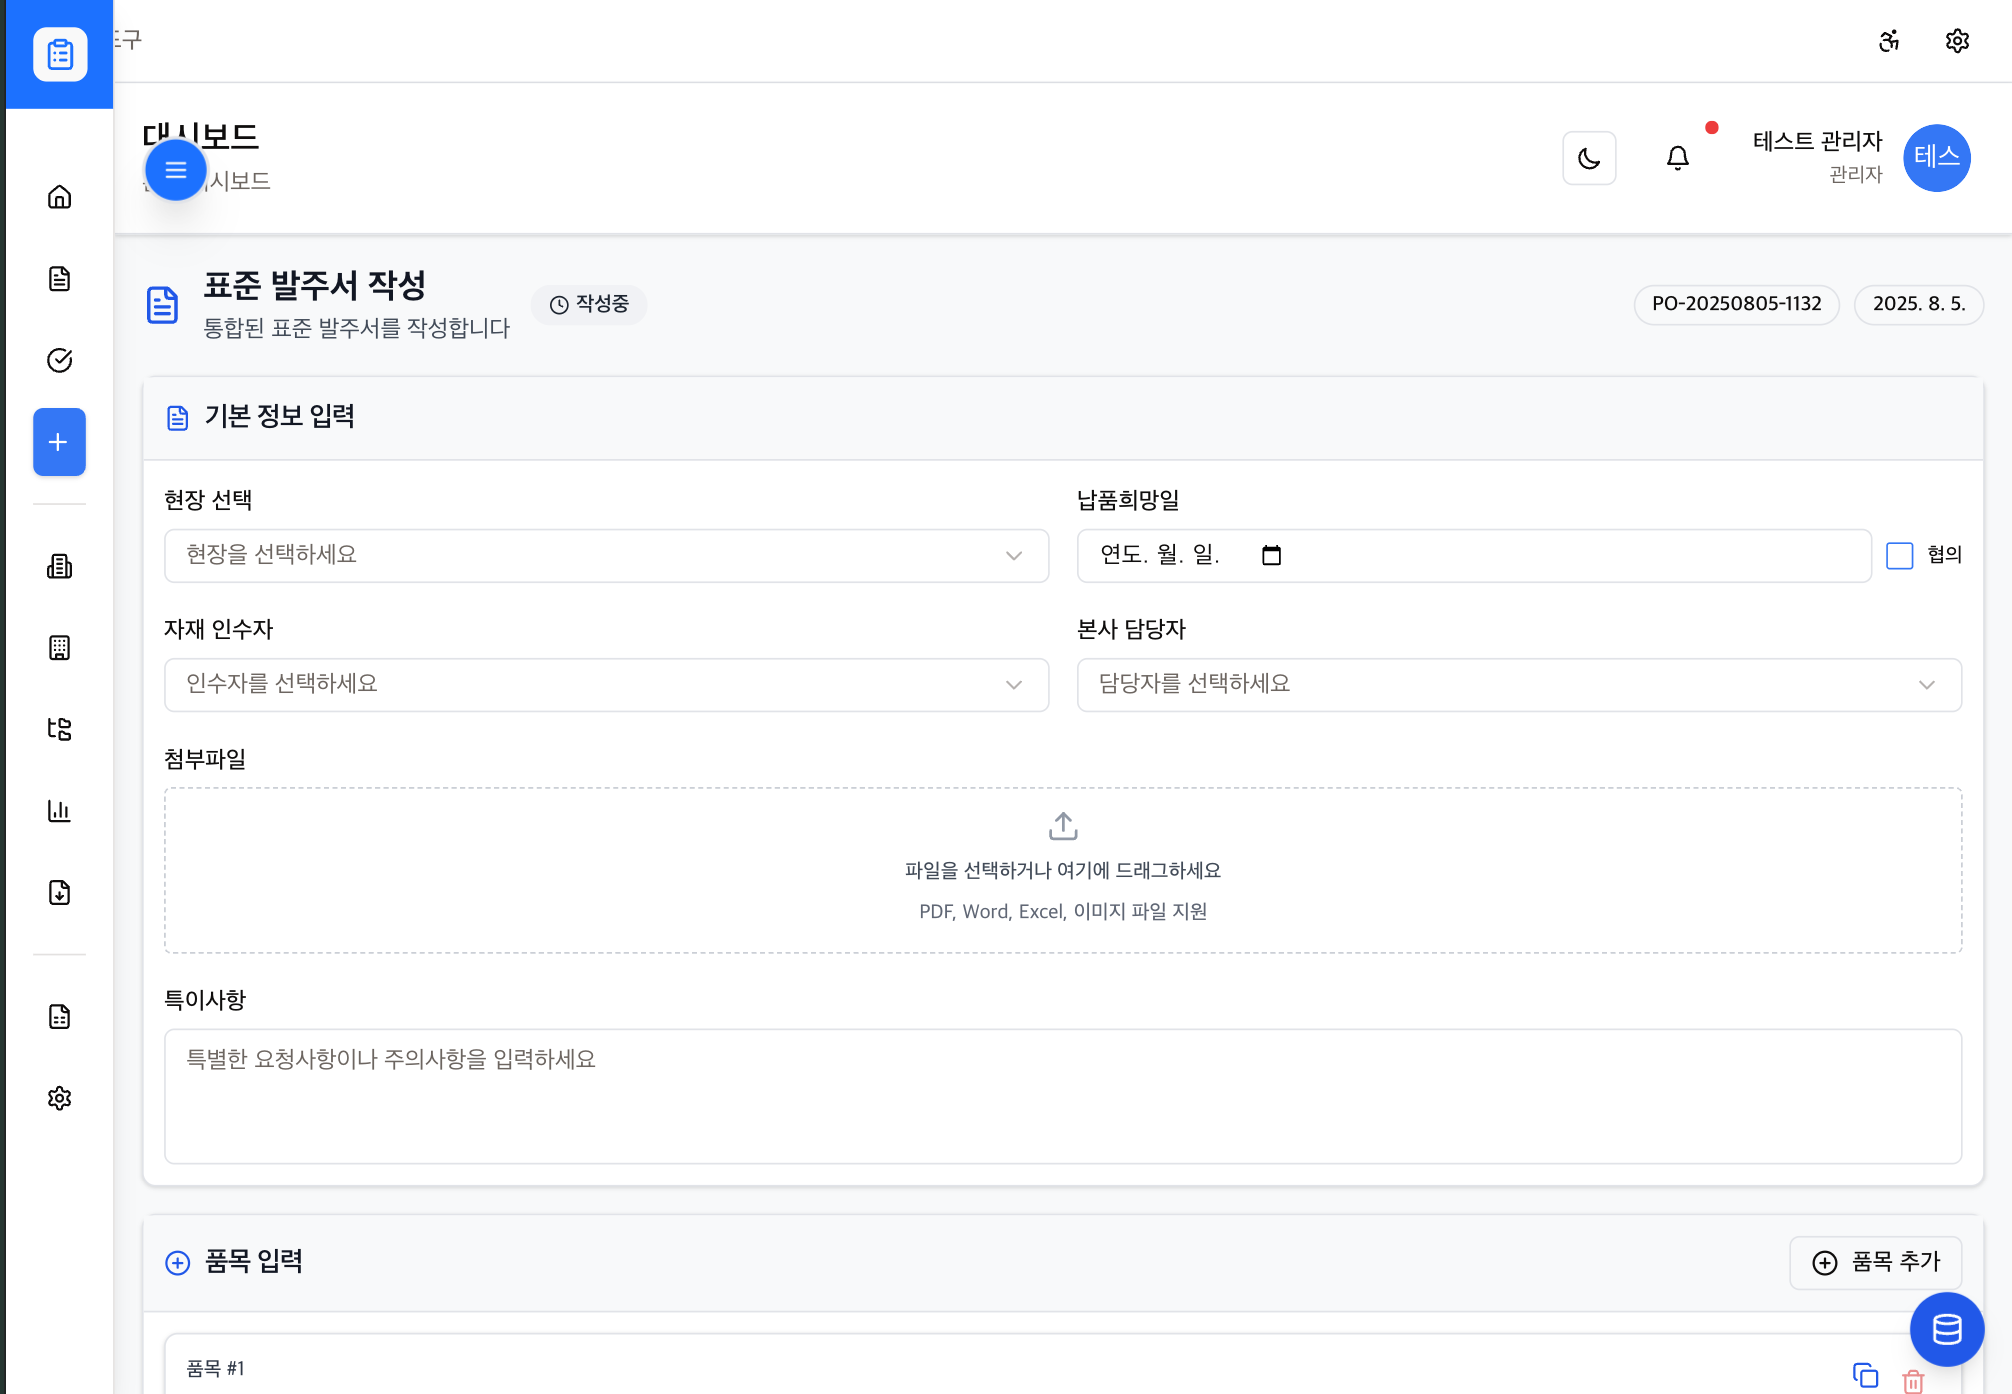 대시보드
시보드
테스트 관리자
관리자
테스
표준 발주서 작성
통합된 표준 발주서를 작성합니다
작성중
PO-20250805-1132
2025. 8. 5.
기본 정보 입력
현장 선택
현장을 선택하세요
납품희망일
연도. 월. 일.
협의
자재 인수자
인수자를 선택하세요
본사 담당자
담당자를 선택하세요
첨부파일
파일을 선택하거나 여기에 드래그하세요
PDF, Word, Excel, 이미지 파일 지원
특이사항
특별한 요청사항이나 주의사항을 입력하세요
품목 입력
품목 추가
품목 #1